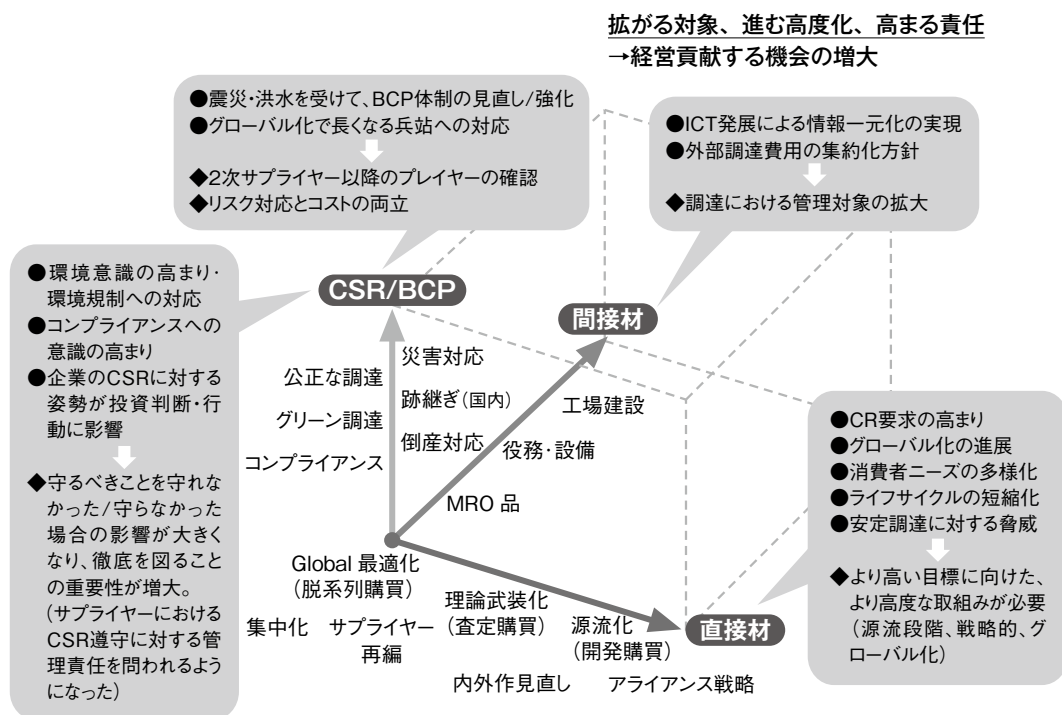 拡がる対象、進む高度化、高まる責任
→経営貢献する機会の増大
●震災・洪水を受けて、BCP体制の見直し/強化
●グローバル化で長くなる兵站への対応
◆2次サプライヤー以降のプレイヤーの確認
◆リスク対応とコストの両立
●ICT発展による情報一元化の実現
●外部調達費用の集約化方針
◆調達における管理対象の拡大
●環境意識の高まり・
環境規制への対応
●コンプライアンスへの
意識の高まり
●企業のCSRに対する
姿勢が投資判断・行
動に影響
◆守るべきことを守れな
かった/守らなかった
場合の影響が大きく
なり、徹底を図ること
の重要性が増大。
(サプライヤーにおける
CSR遵守に対する管
理責任を問われるよう
になった)
CSR/BCP
災害対応
公正な調達
跡継ぎ(国内)
グリーン調達
倒産対応
コンプライアンス
間接材
工場建設
役務・設備
MRO 品
●CR要求の高まり
●グローバル化の進展
●消費者ニーズの多様化
●ライフサイクルの短縮化
●安定調達に対する脅威
◆より高い目標に向けた、
より高度な取組みが必要
(源流段階、戦略的、グ
ローバル化)
Global 最適化
(脱系列購買)
理論武装化
(査定購買)
源流化
(開発購買)
直接材
集中化
サプライヤー
再編
内外作見直し
アライアンス戦略